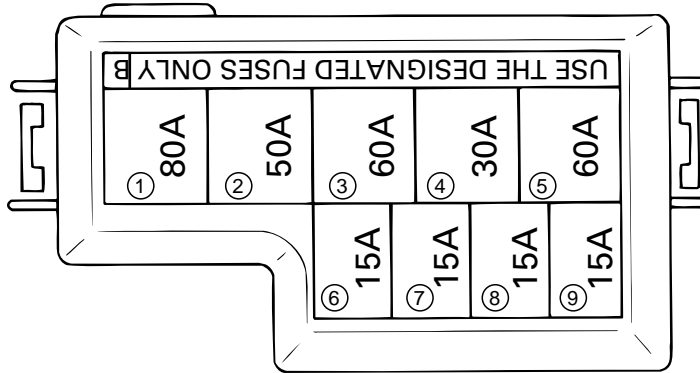 USE THE DESIGNATED FUSES ONLY B
① 80A ② 50A ③ 60A ④ 30A ⑤ 60A
⑥ 15A ⑦ 15A ⑧ 15A ⑨ 15A